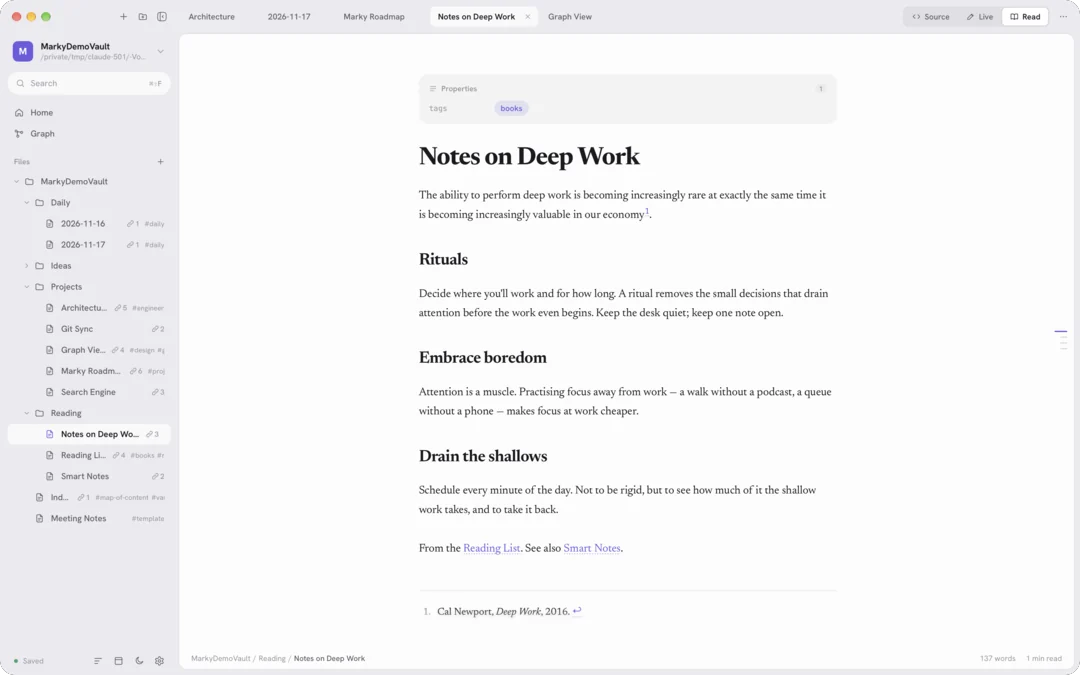 Architecture
2026-11-17
Marky Roadmap
Notes on Deep Work
Graph View
Source
Live
Read
M
MarkyDemoVault
/private/tmp/claude-501/-Vo...
Search
Home
Graph
Files
MarkyDemoVault
Daily
2026-11-16 1 #daily
2026-11-17 1 #daily
Ideas
Projects
Architectu... 5 #engineer
Git Sync 2
Graph Vie... 4 #design
Marky Roadm... 6 #proj
Search Engine 3
Reading
Notes on Deep Wo... 3
Reading Li... 4 #books
Smart Notes 2
Ind... 1 #map-of-content
Meeting Notes #template
Saved
Properties 1
tags books
Notes on Deep Work
The ability to perform deep work is becoming increasingly rare at exactly the same time it
is becoming increasingly valuable in our economy1.
Rituals
Decide where you'll work and for how long. A ritual removes the small decisions that drain
attention before the work even begins. Keep the desk quiet; keep one note open.
Embrace boredom
Attention is a muscle. Practising focus away from work — a walk without a podcast, a queue
without a phone — makes focus at work cheaper.
Drain the shallows
Schedule every minute of the day. Not to be rigid, but to see how much of it the shallow
work takes, and to take it back.
From the Reading List. See also Smart Notes.
1. Cal Newport, Deep Work, 2016. ↩
MarkyDemoVault / Reading / Notes on Deep Work
137 words
1 min read